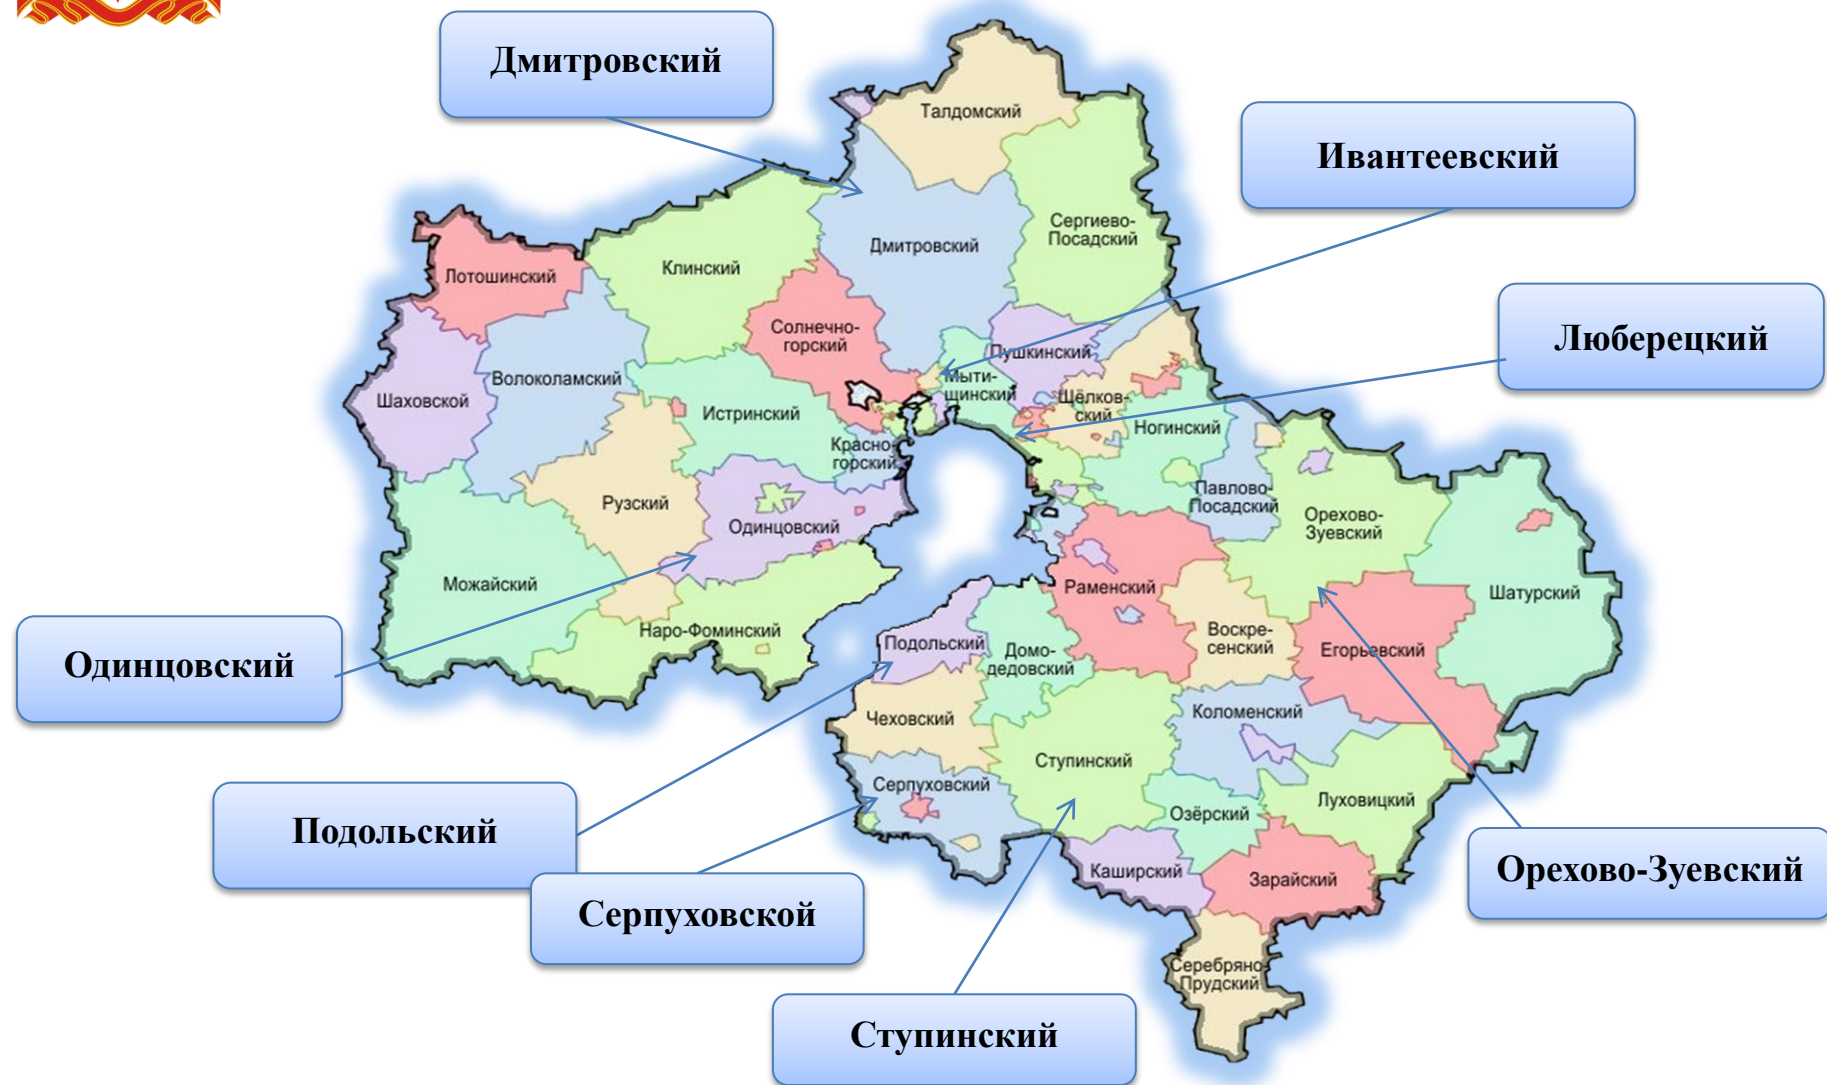 Дмитровский
Ивантеевский
Люберецкий
Одинцовский
Подольский
Серпуховской
Ступинский
Орехово-Зуевский
Талдомский
Сергиево-
Посадский
Дмитровский
Клинский
Лотошинский
Солнечно-
горский
Пушкинский
Мыти-
щинский
Щёлков-
ский
Шаховской
Волоколамский
Истринский
Красно-
горский
Ногинский
Павлово-
Посадский
Орехово-
Зуевский
Рузский
Одинцовский
Можайский
Наро-Фоминский
Раменский
Шатурский
Подольский
Домо-
дедовский
Воскре-
сенский
Егорьевский
Чеховский
Коломенский
Ступинский
Серпуховский
Озёрский
Луховицкий
Каширский
Зарайский
Серебряно-
Прудский